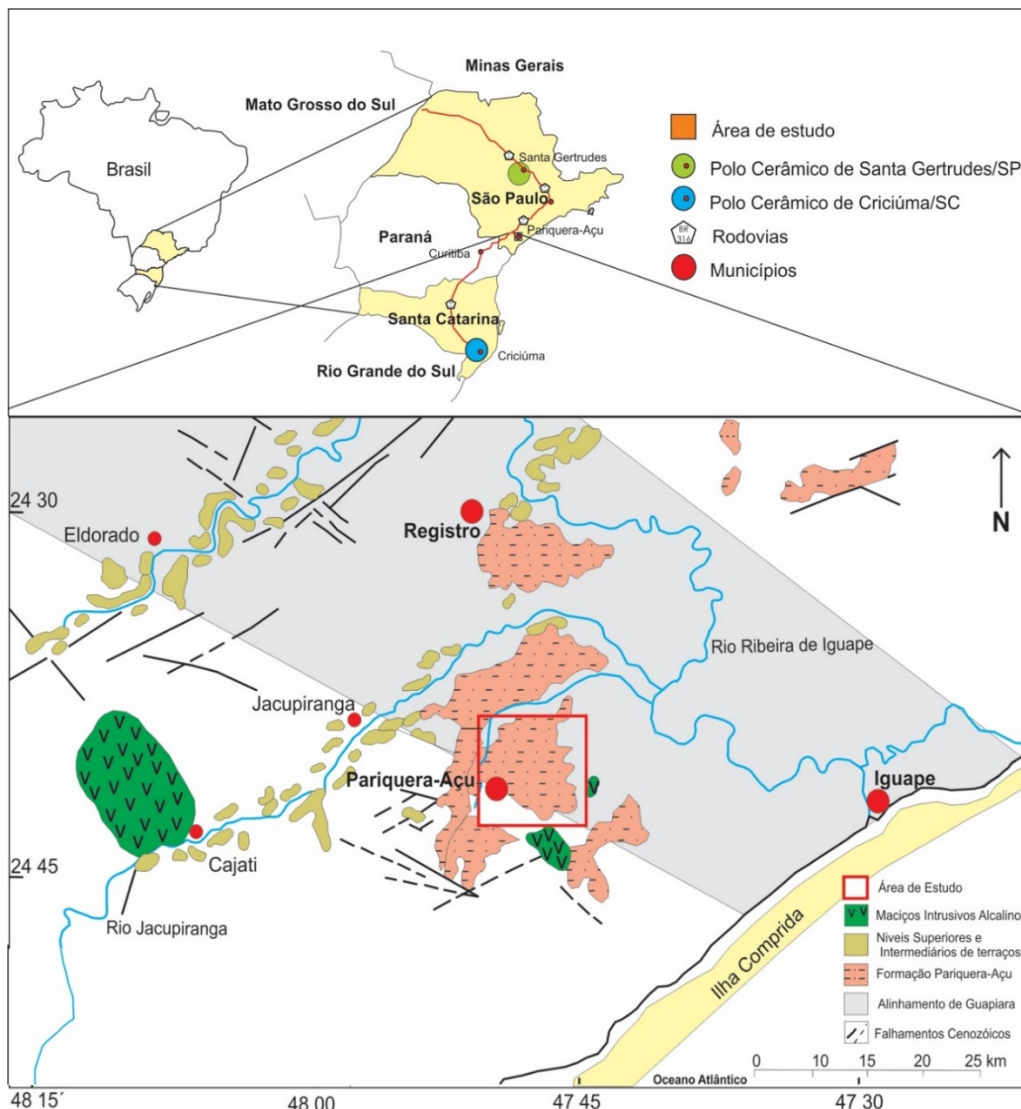 Minas Gerais
Mato Grosso do Sul
Brasil
Santa Gertrudes
São Paulo
Pariquera-Açu
Paraná
Curitiba
Santa Catarina
Rio Grande do Sul
Criciúma
Área de estudo
Polo Cerâmico de Santa Gertrudes/SP
Polo Cerâmico de Criciúma/SC
BR
316
Rodovias
Municípios
24 30
Eldorado
Registro
N
Rio Ribeira de Iguape
Jacupiranga
Pariquera-Açu
Iguape
Cajati
24 45
Rio Jacupiranga
Ilha Comprida
Área de Estudo
Maciços Intrusivos Alcalino
Niveis Superiores e
Intermediários de terraços
Formação Pariquera-Açu
Alinhamento de Guapiara
Falhamentos Cenozóicos
0 10 15 20 25 km
Oceano Atlântico
48 15´
48 00
47 45
47 30